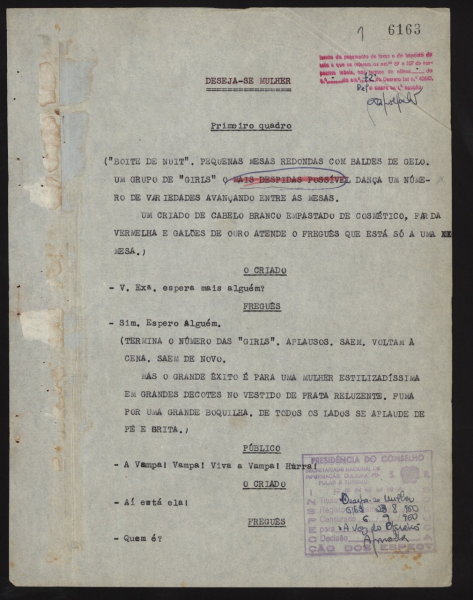 1 6163
DESEJA-SE MULHER
Primeiro quadro
("BOITE DE NUIT". PEQUENAS MESAS REDONDAS COM BALDES DE GELO.
UM GRUPO DE "GIRLS" O MAIS DESPIDAS POSSÍVEL DANÇA UM NÚME-
RO DE VARIEDADES AVANÇANDO ENTRE AS MESAS.
UM CRIADO DE CABELO BRANCO EMPASTADO DE COSMÉTICO, FARDA
VERMELHA E GALÕES DE OURO ATENDE O FREGUÊS QUE ESTÁ SÓ A UMA
MESA.)
O CRIADO
- V. Exa. espera mais alguém?
FREGUÊS
- Sim. Espero Alguém.
(TERMINA O NÚMERO DAS "GIRLS". APLAUSOS. SAEM. VOLTAM À
CENA. SAEM DE NOVO.
MAS O GRANDE ÊXITO É PARA UMA MULHER ESTILIZADÍSSIMA
EM GRANDES DECOTES NO VESTIDO DE PRATA RELUZENTE. FUMA
POR UMA GRANDE BOQUILHA. DE TODOS OS LADOS SE APLAUDE DE
PÉ E GRITA.)
PÚBLICO
- A Vampa! Vampa! Viva a Vampa! Hurra!
O CRIADO
- Aí está ela!
FREGUÊS
- Quem é?
PRESIDÊNCIA DO CONSELHO
Deseja-se mulher
Decisão